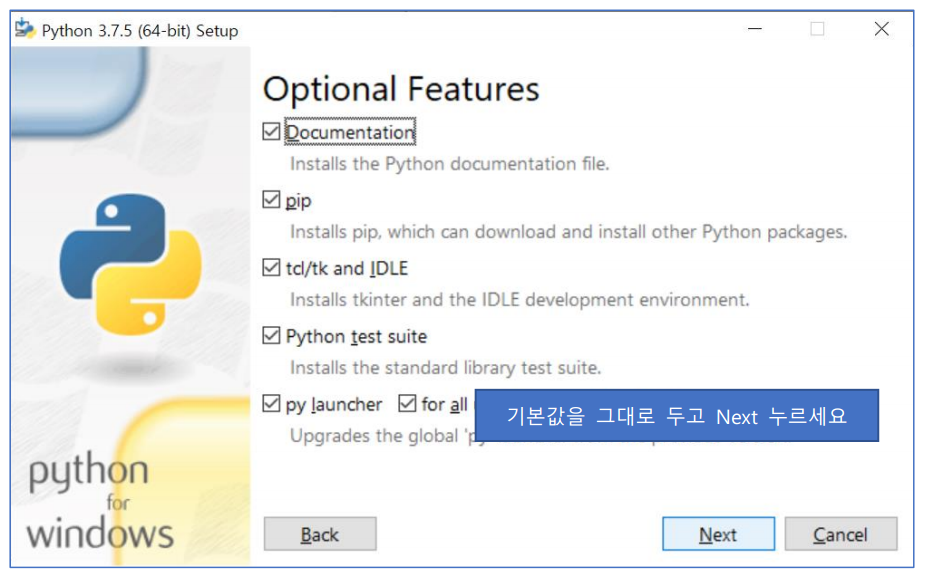 Python 3.7.5 (64-bit) Setup
Optional Features
Documentation
Installs the Python documentation file.
pip
Installs pip, which can download and install other Python packages.
tcl/tk and IDLE
Installs tkinter and the IDLE development environment.
Python test suite
Installs the standard library test suite.
py launcher for all
Upgrades the global
기본값을 그대로 두고 Next 누르세요
python
for
windows
Back Next Cancel